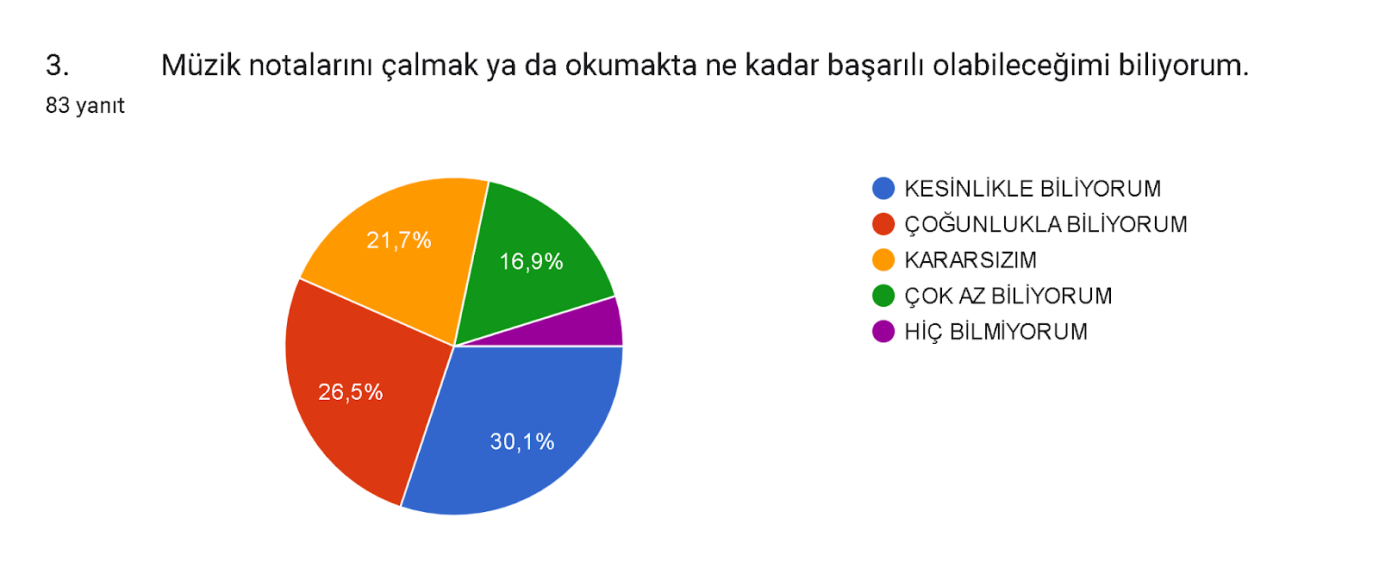 3. Müzik notalarını çalmak ya da okumakta ne kadar başarılı olabileceğimi biliyorum.
83 yanıt
KESİNLİKLE BİLİYORUM
ÇOĞUNLUKLA BİLİYORUM
KARARSIZIM
ÇOK AZ BİLİYORUM
HİÇ BİLMİYORUM
21,7%
16,9%
26,5%
30,1%